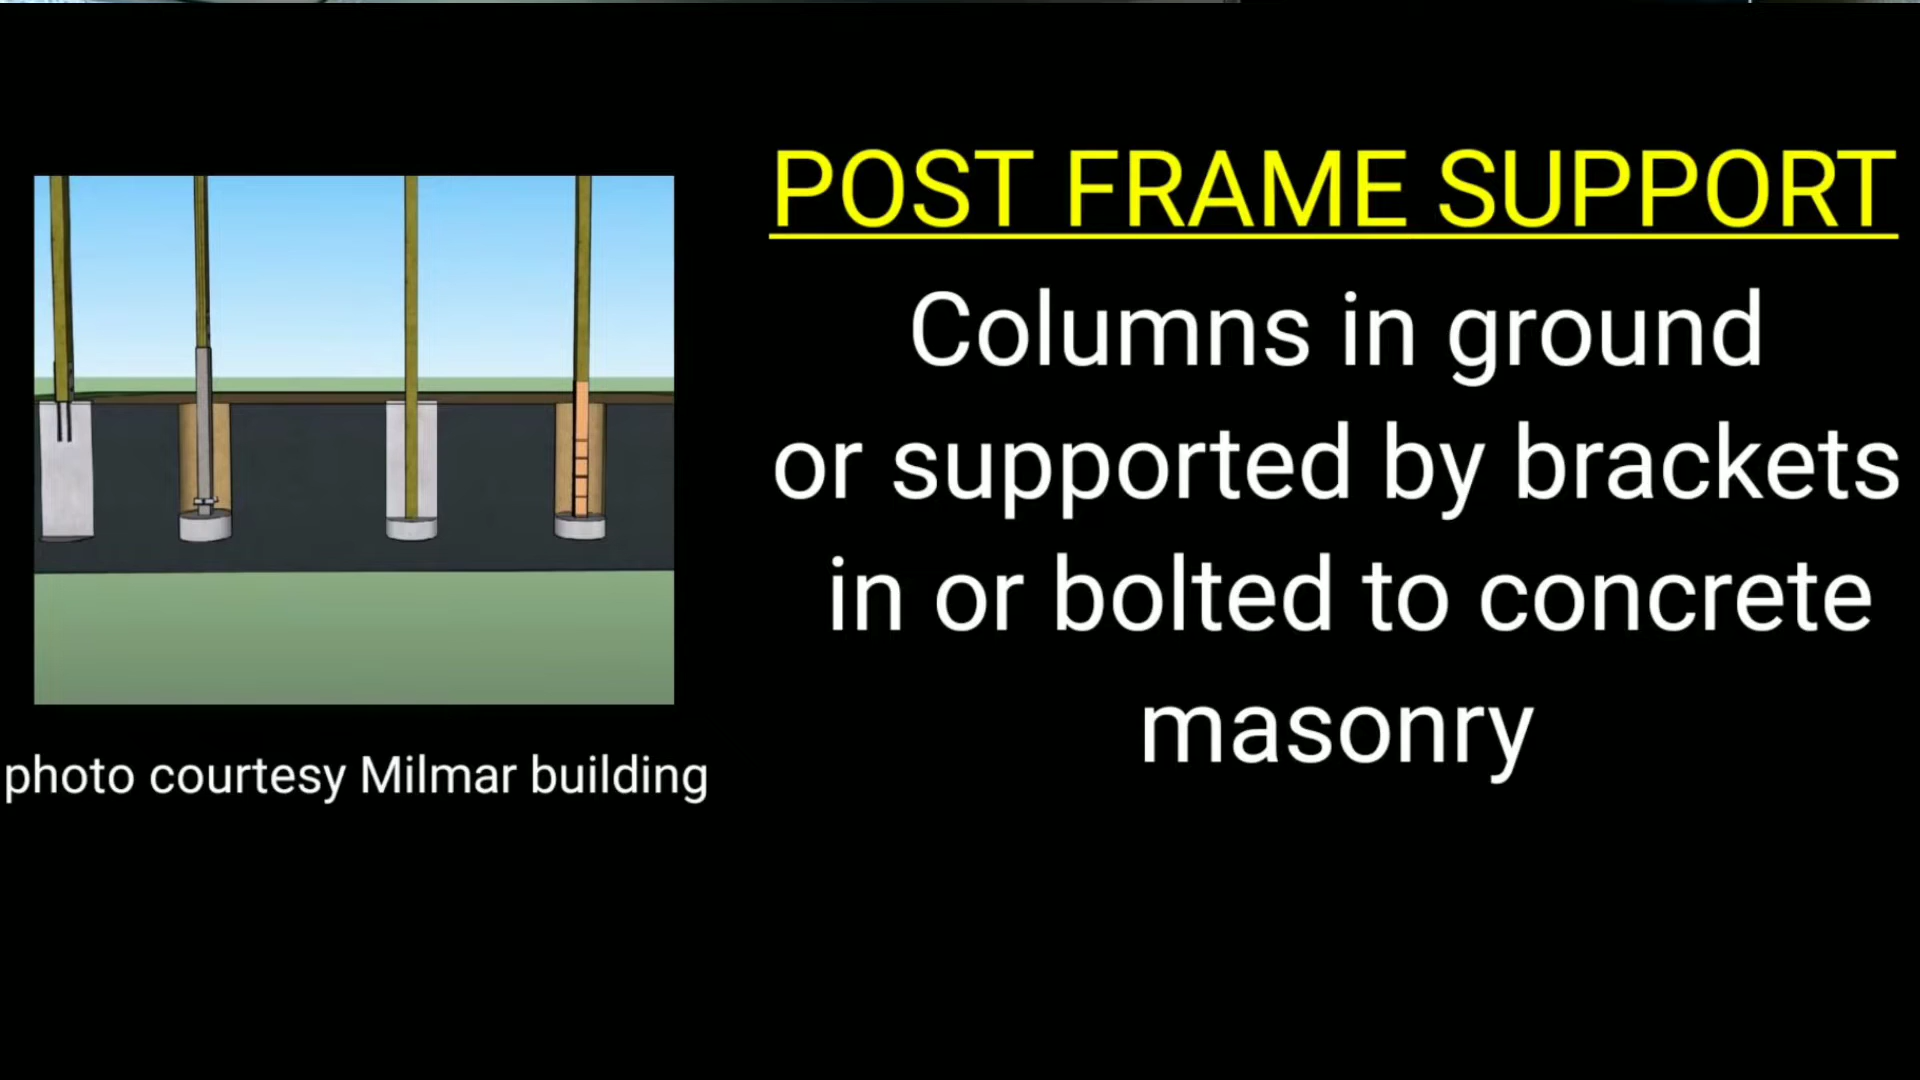 POST FRAME SUPPORT
Columns in ground
or supported by brackets
in or bolted to concrete
masonry
photo courtesy Milmar building